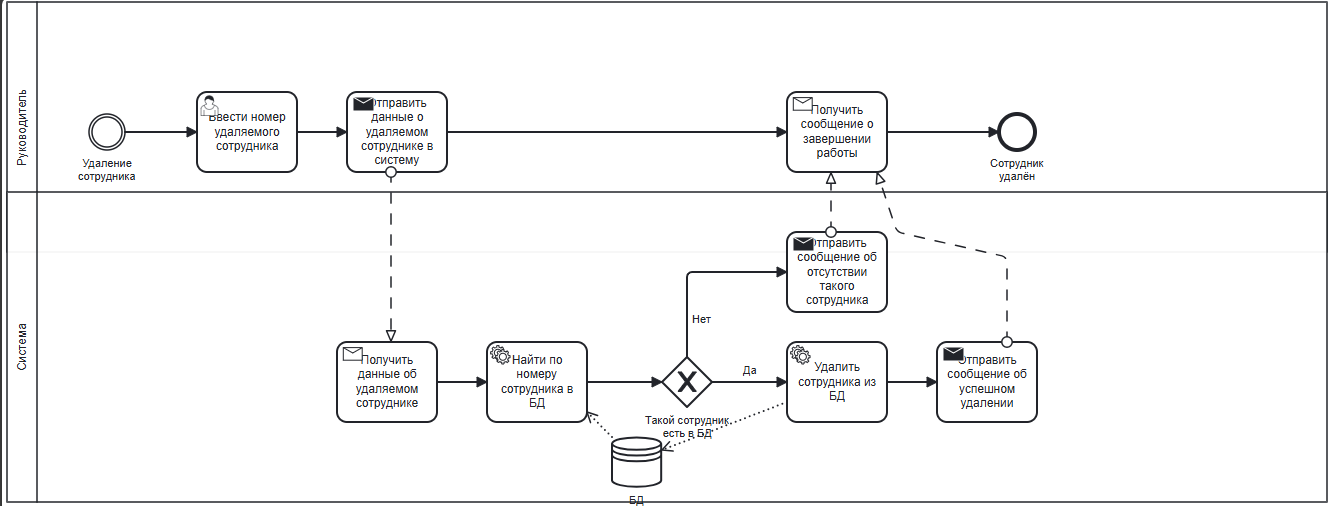 Руководитель
Удаление
сотрудника
Ввести номер
удаляемого
сотрудника
Отправить
данные о
удаляемом
сотруднике в
систему
Получить
сообщение о
завершении
работы
Сотрудник
удалён
Система
Отправить
сообщение об
отсутствии
такого
сотрудника
Нет
Получить
данные об
удаляемом
сотруднике
Найти по
номеру
сотрудника в
БД
Такой сотрудник
есть в БД
Да
Удалить
сотрудника из
БД
Отправить
сообщение об
успешном
удалении
БД